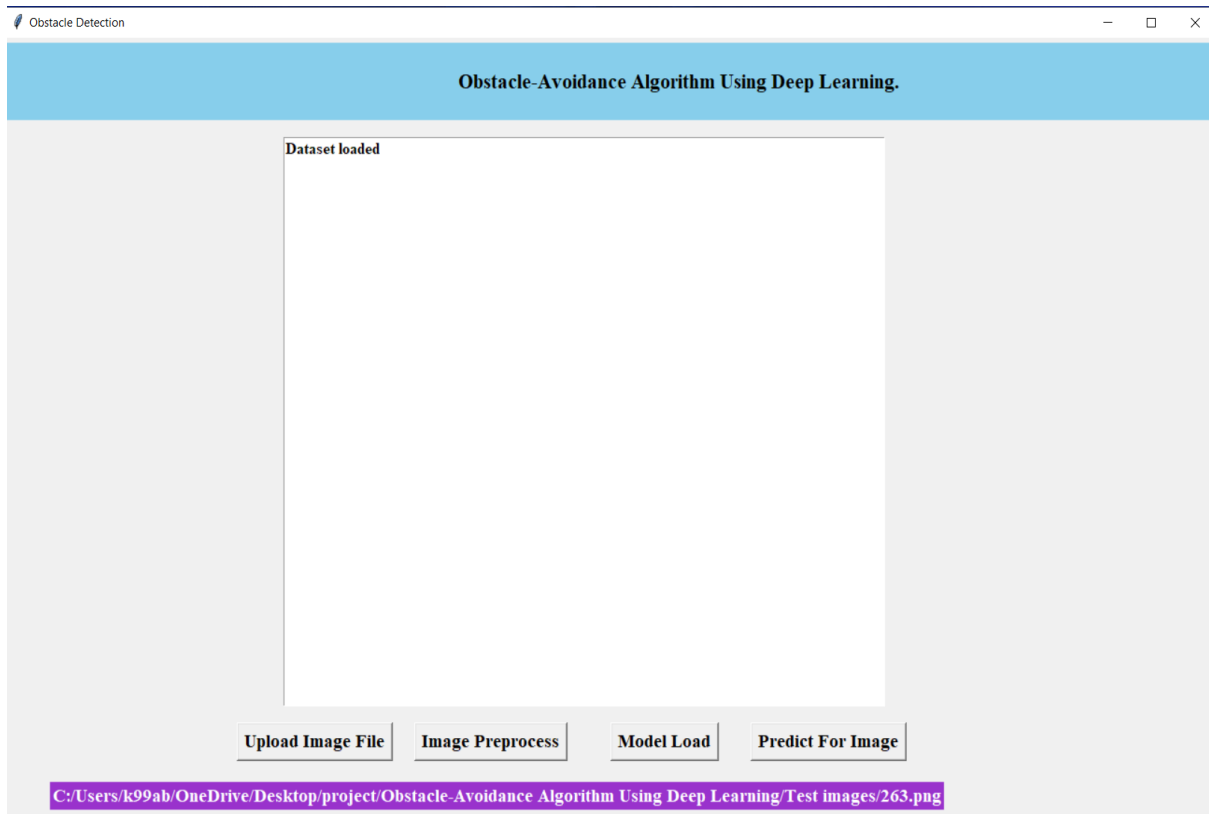 Obstacle Detection
Obstacle-Avoidance Algorithm Using Deep Learning.
Dataset loaded
Upload Image File Image Preprocess Model Load Predict For Image
C:/Users/k99ab/OneDrive/Desktop/project/Obstacle-Avoidance Algorithm Using Deep Learning/Test images/263.png